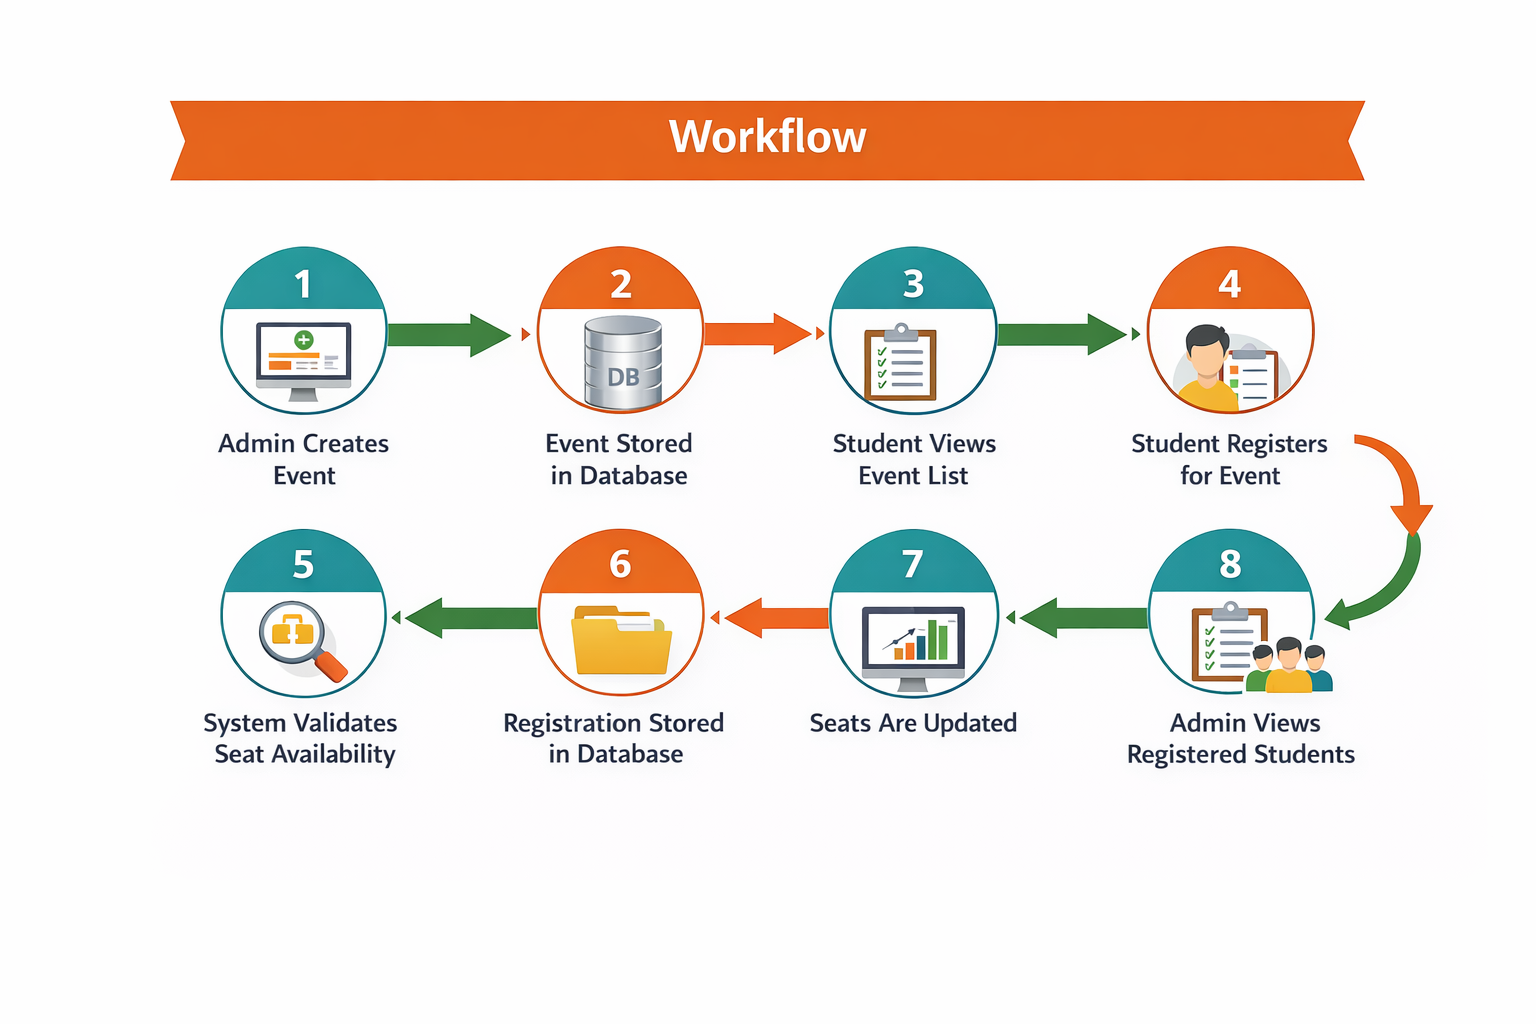 Workflow
1
Admin Creates
Event
2
DB
Event Stored
in Database
3
Student Views
Event List
4
Student Registers
for Event
5
System Validates
Seat Availability
6
Registration Stored
in Database
7
Seats Are Updated
8
Admin Views
Registered Students